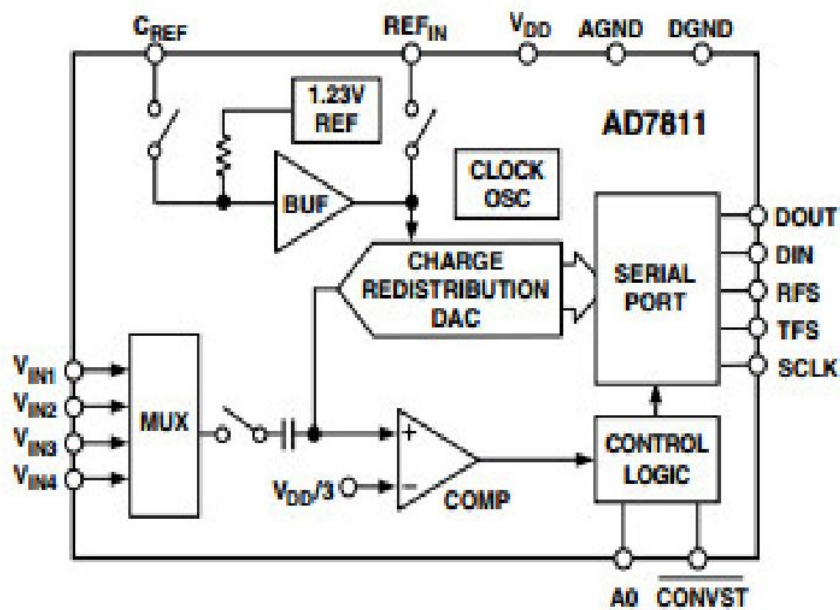 CREF
REFIN
VDD
AGND
DGND
1.23V
REF
AD7811
CLOCK
OSC
BUF
CHARGE
REDISTRIBUTION
DAC
SERIAL
PORT
DOUT
DIN
RFS
TFS
SCLK
VIN1
VIN2
VIN3
VIN4
MUX
+
−
VDD/3
COMP
CONTROL
LOGIC
A0
CONVST